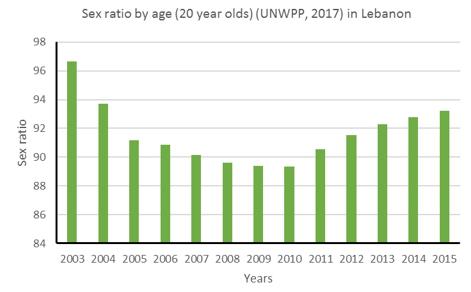 Sex ratio by age (20 year olds) (UNWPP, 2017) in Lebanon
98
96
94
92
90
88
86
84
Sex ratio
2003 2004 2005 2006 2007 2008 2009 2010 2011 2012 2013 2014 2015
Years